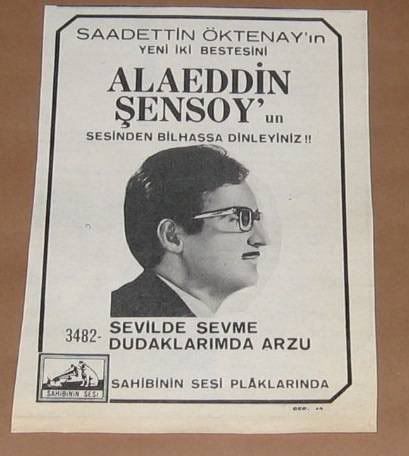 SAADETTİN ÖKTENAY'ın
YENİ İKİ BESTESİNİ
ALAEDDİN
ŞENSOY'un
SESİNDEN BİLHASSA DİNLEYİNİZ!!
3482- SEVİLDE SEVME
DUDAKLARIMDA ARZU
SAHİBİNİN SESİ
SAHİBİNİN SESİ PLÂKLARINDA